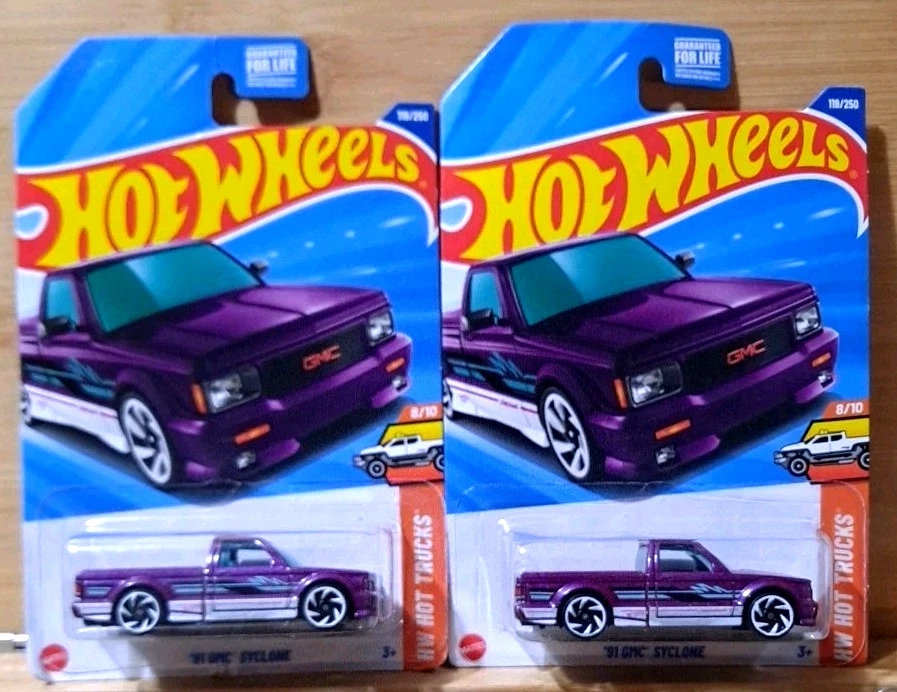 GUARANTEED
FOR LIFE
119/250
HOT WHEELS
GMC
8/10
HW HOT TRUCKS
'91 GMC SYCLONE
3+
GUARANTEED
FOR LIFE
119/250
HOT WHEELS
GMC
8/10
HW HOT TRUCKS
'91 GMC SYCLONE
3+